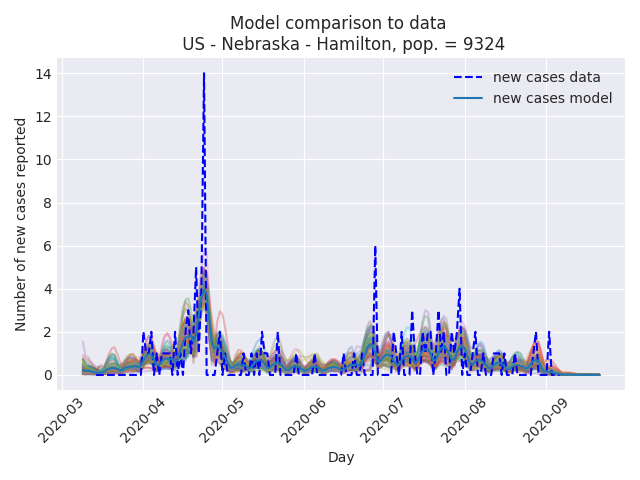 Model comparison to data
US - Nebraska - Hamilton, pop. = 9324
new cases data
new cases model
Number of new cases reported
14
12
10
8
6
4
2
0
2020-03
2020-04
2020-05
2020-06
2020-07
2020-08
2020-09
Day